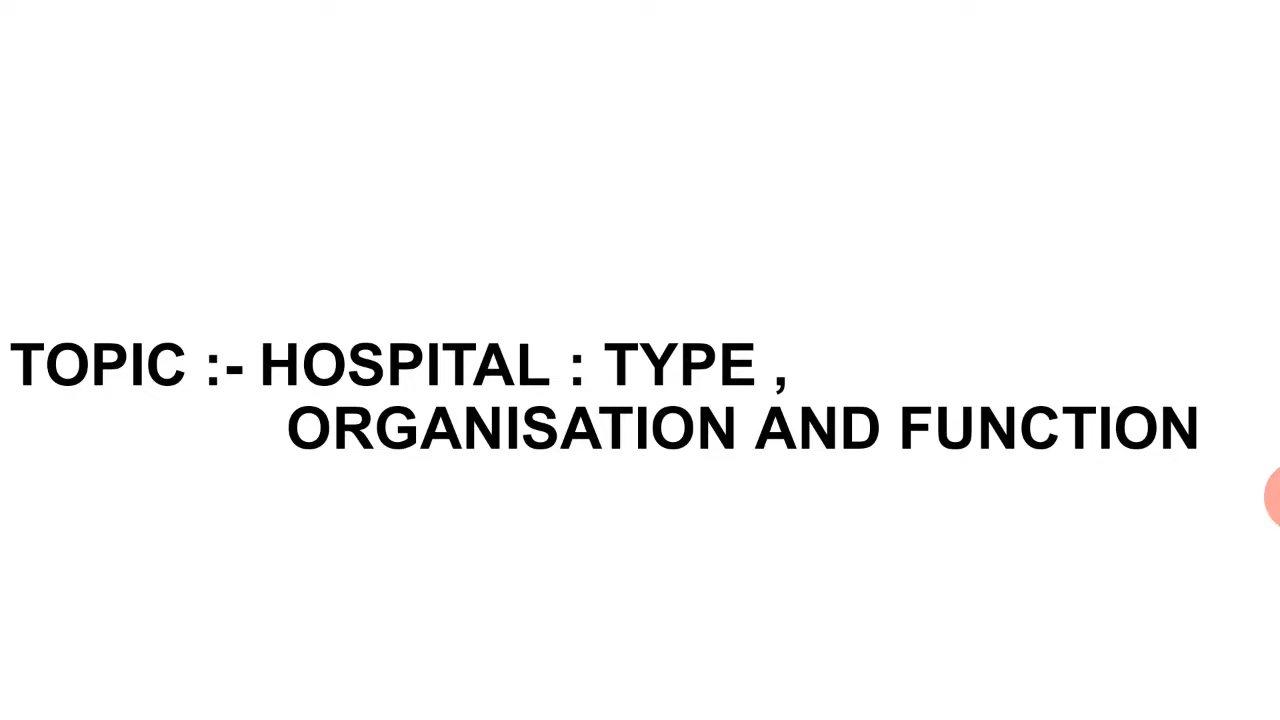 TOPIC :- HOSPITAL : TYPE ,
ORGANISATION AND FUNCTION